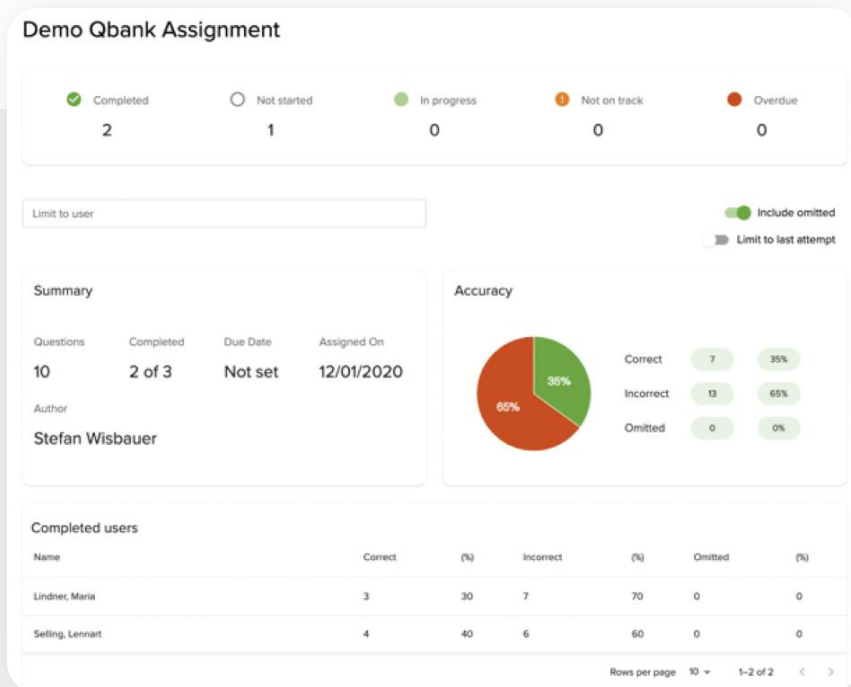 Demo Qbank Assignment
Completed Not started In progress Not on track Overdue
2 1 0 0 0
Limit to user
Include omitted
Limit to last attempt
Summary
Questions Completed Due Date Assigned On
10 2 of 3 Not set 12/01/2020
Author
Stefan Wisbauer
Accuracy
35%
65%
Correct 7 35%
Incorrect 13 65%
Omitted 0 0%
Completed users
Name Correct (%) Incorrect (%) Omitted (%)
Lindner, Maria 3 30 7 70 0 0
Selling, Lennart 4 40 6 60 0 0
Rows per page 10 1–2 of 2